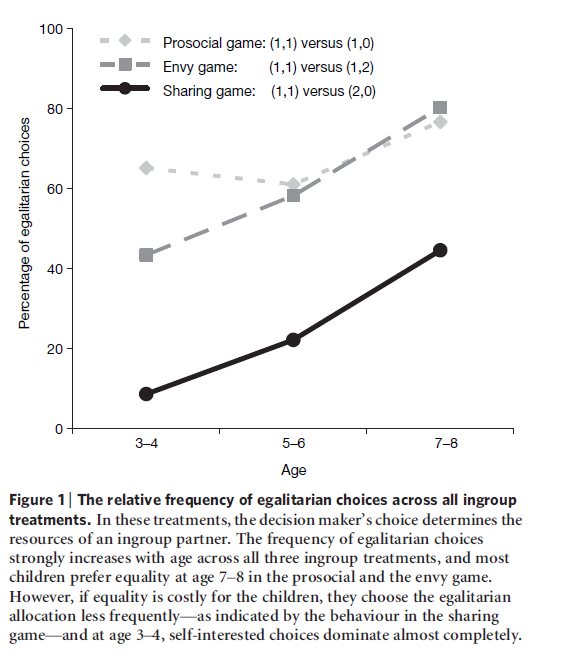 100
Prosocial game: (1,1) versus (1,0)
Envy game: (1,1) versus (1,2)
Sharing game: (1,1) versus (2,0)
80
60
40
20
0
Percentage of egalitarian choices
3–4
5–6
7–8
Age
Figure 1 | The relative frequency of egalitarian choices across all ingroup
treatments. In these treatments, the decision maker's choice determines the
resources of an ingroup partner. The frequency of egalitarian choices
strongly increases with age across all three ingroup treatments, and most
children prefer equality at age 7–8 in the prosocial and the envy game.
However, if equality is costly for the children, they choose the egalitarian
allocation less frequently—as indicated by the behaviour in the sharing
game—and at age 3–4, self-interested choices dominate almost completely.